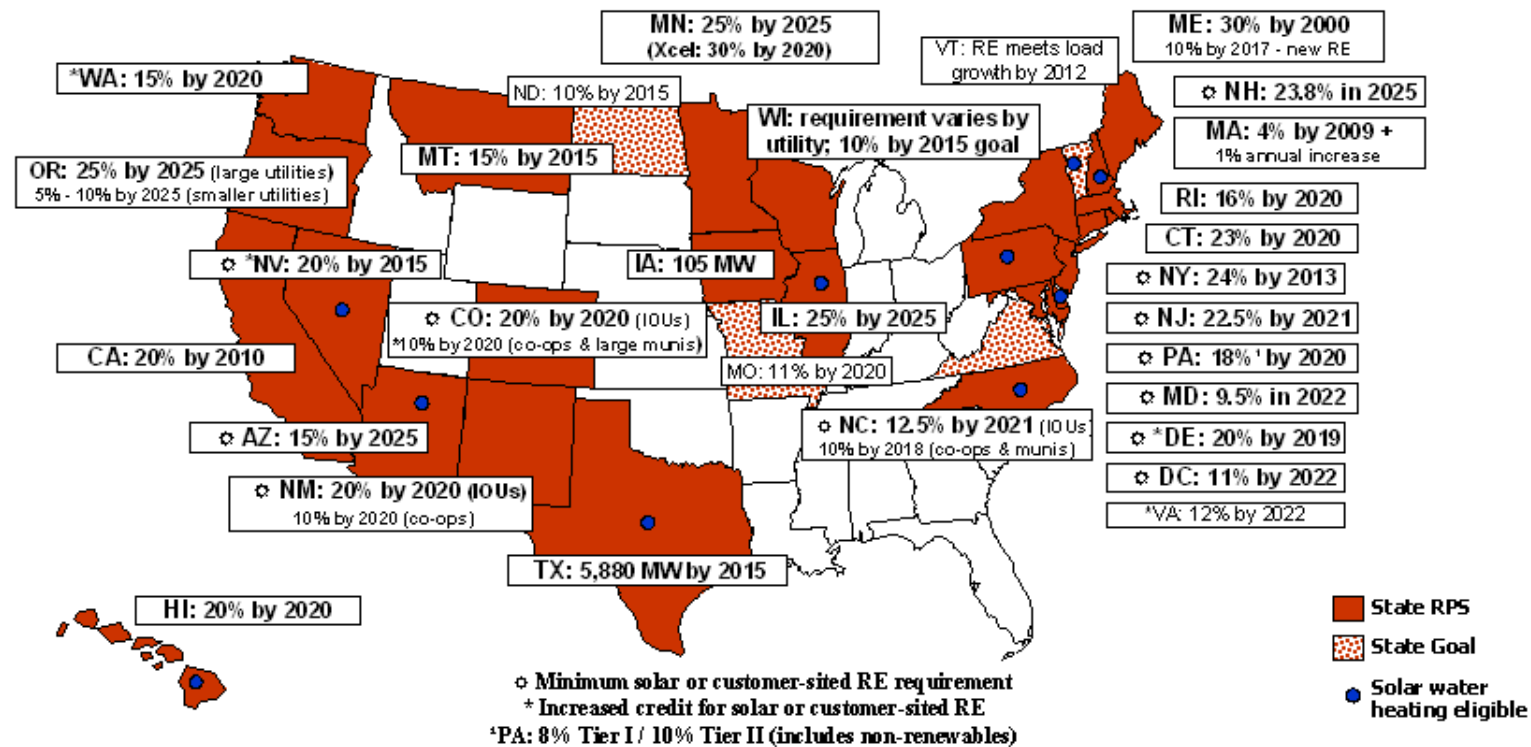 MN: 25% by 2025
(Xcel: 30% by 2020)
ME: 30% by 2000
10% by 2017 - new RE
VT: RE meets load
growth by 2012
*WA: 15% by 2020
ND: 10% by 2015
☼ NH: 23.8% in 2025
WI: requirement varies by
utility; 10% by 2015 goal
MA: 4% by 2009 +
1% annual increase
OR: 25% by 2025 (large utilities)
5% - 10% by 2025 (smaller utilities)
MT: 15% by 2015
RI: 16% by 2020
CT: 23% by 2020
☼ *NV: 20% by 2015
IA: 105 MW
☼ NY: 24% by 2013
☼ CO: 20% by 2020 (IOUs)
*10% by 2020 (co-ops & large munis)
IL: 25% by 2025
☼ NJ: 22.5% by 2021
CA: 20% by 2010
MO: 11% by 2020
☼ PA: 18%¹ by 2020
☼ MD: 9.5% in 2022
☼ AZ: 15% by 2025
☼ NC: 12.5% by 2021 (IOUs)
10% by 2018 (co-ops & munis)
☼ *DE: 20% by 2019
☼ DC: 11% by 2022
☼ NM: 20% by 2020 (IOUs)
10% by 2020 (co-ops)
*VA: 12% by 2022
TX: 5,880 MW by 2015
HI: 20% by 2020
State RPS
State Goal
Solar water
heating eligible
☼ Minimum solar or customer-sited RE requirement
* Increased credit for solar or customer-sited RE
¹PA: 8% Tier I / 10% Tier II (includes non-renewables)